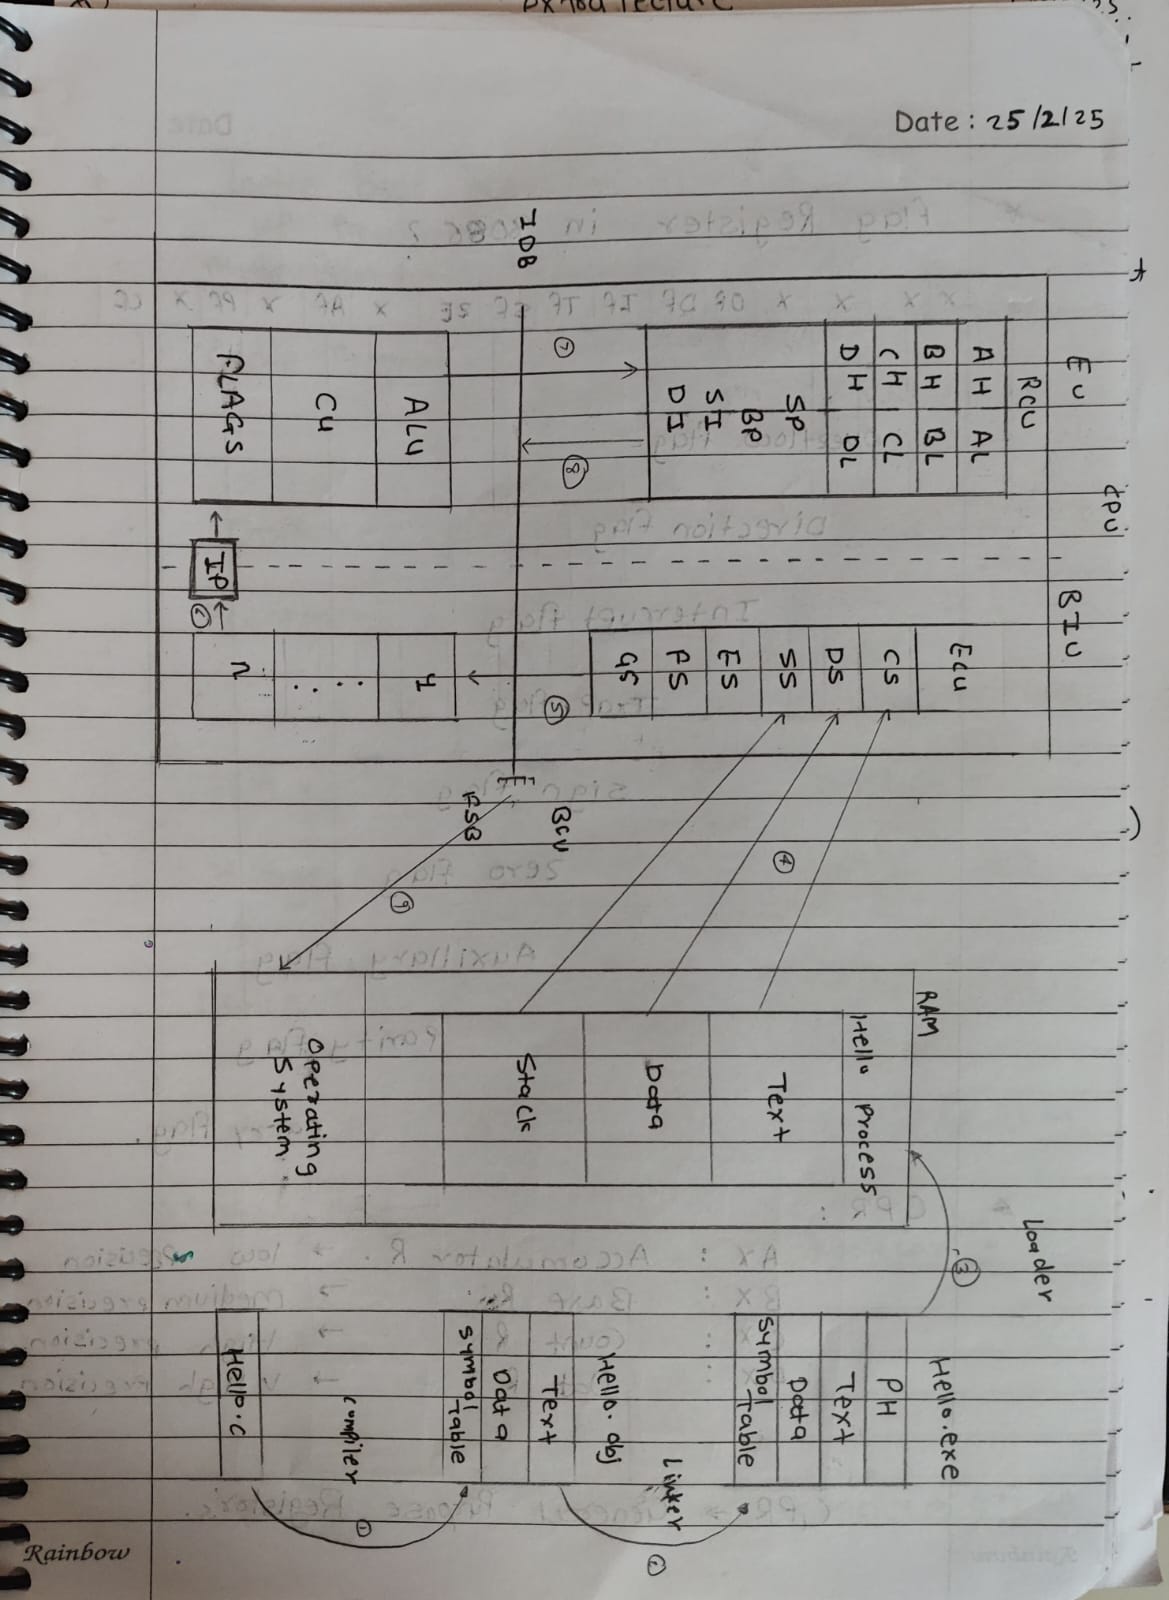 Date : 25/2/25
*
CPU
EU
BIU
RCU
AH AL
BH BL
CH CL
DH DL
SP
BP
SI
DI
ECU
CS
DS
SS
ES
FS
GS
IDB
⑦
⑧
⑤
ALU
CU
FLAGS
IP
⑥
4
n
BCU
FSB
④
⑨
RAM
Hello process
Text
Data
Stack
Operating
System
Loader
③
Hello.exe
PH
Text
Data
Symbol
Table
Linker
②
Hello.obj
Text
Data
Symbol
Table
Compiler
①
Hello.c
Rainbow